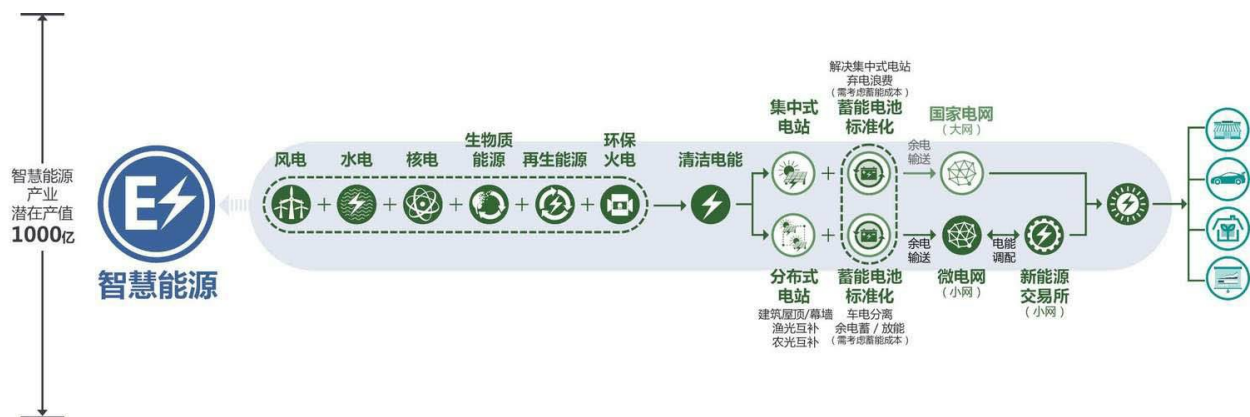 智慧能源
产业
潜在产值
1000亿
E
智慧能源
风电
水电
核电
生物质
能源
再生能源
环保
火电
清洁电能
集中式
电站
解决集中式电站
弃电浪费
(需考虑蓄能成本)
蓄能电池
标准化
余电
输送
国家电网
(大网)
分布式
电站
建筑屋顶/幕墙
渔光互补
农光互补
蓄能电池
标准化
车电分离
余电蓄/放能
(需考虑蓄能成本)
余电
输送
微电网
(小网)
电能
调配
新能源
交易所
(小网)